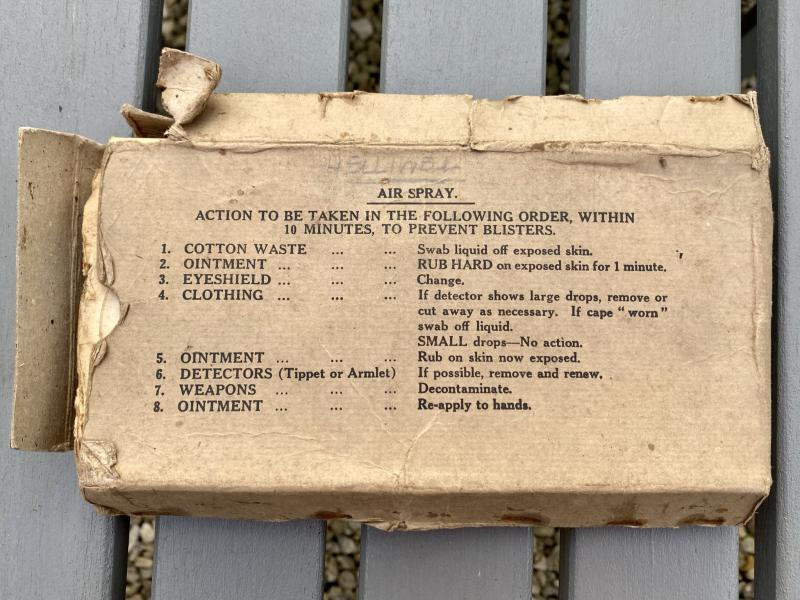 AIR SPRAY.
ACTION TO BE TAKEN IN THE FOLLOWING ORDER, WITHIN
10 MINUTES, TO PREVENT BLISTERS.
1. COTTON WASTE ... ... Swab liquid off exposed skin.
2. OINTMENT ... ... ... RUB HARD on exposed skin for 1 minute.
3. EYESHIELD ... ... ... Change.
4. CLOTHING ... ... ... If detector shows large drops, remove or
cut away as necessary. If cape "worn"
swab off liquid.
SMALL drops—No action.
5. OINTMENT ... ... ... Rub on skin now exposed.
6. DETECTORS (Tippet or Armlet) If possible, remove and renew.
7. WEAPONS ... ... ... Decontaminate.
8. OINTMENT ... ... ... Re-apply to hands.